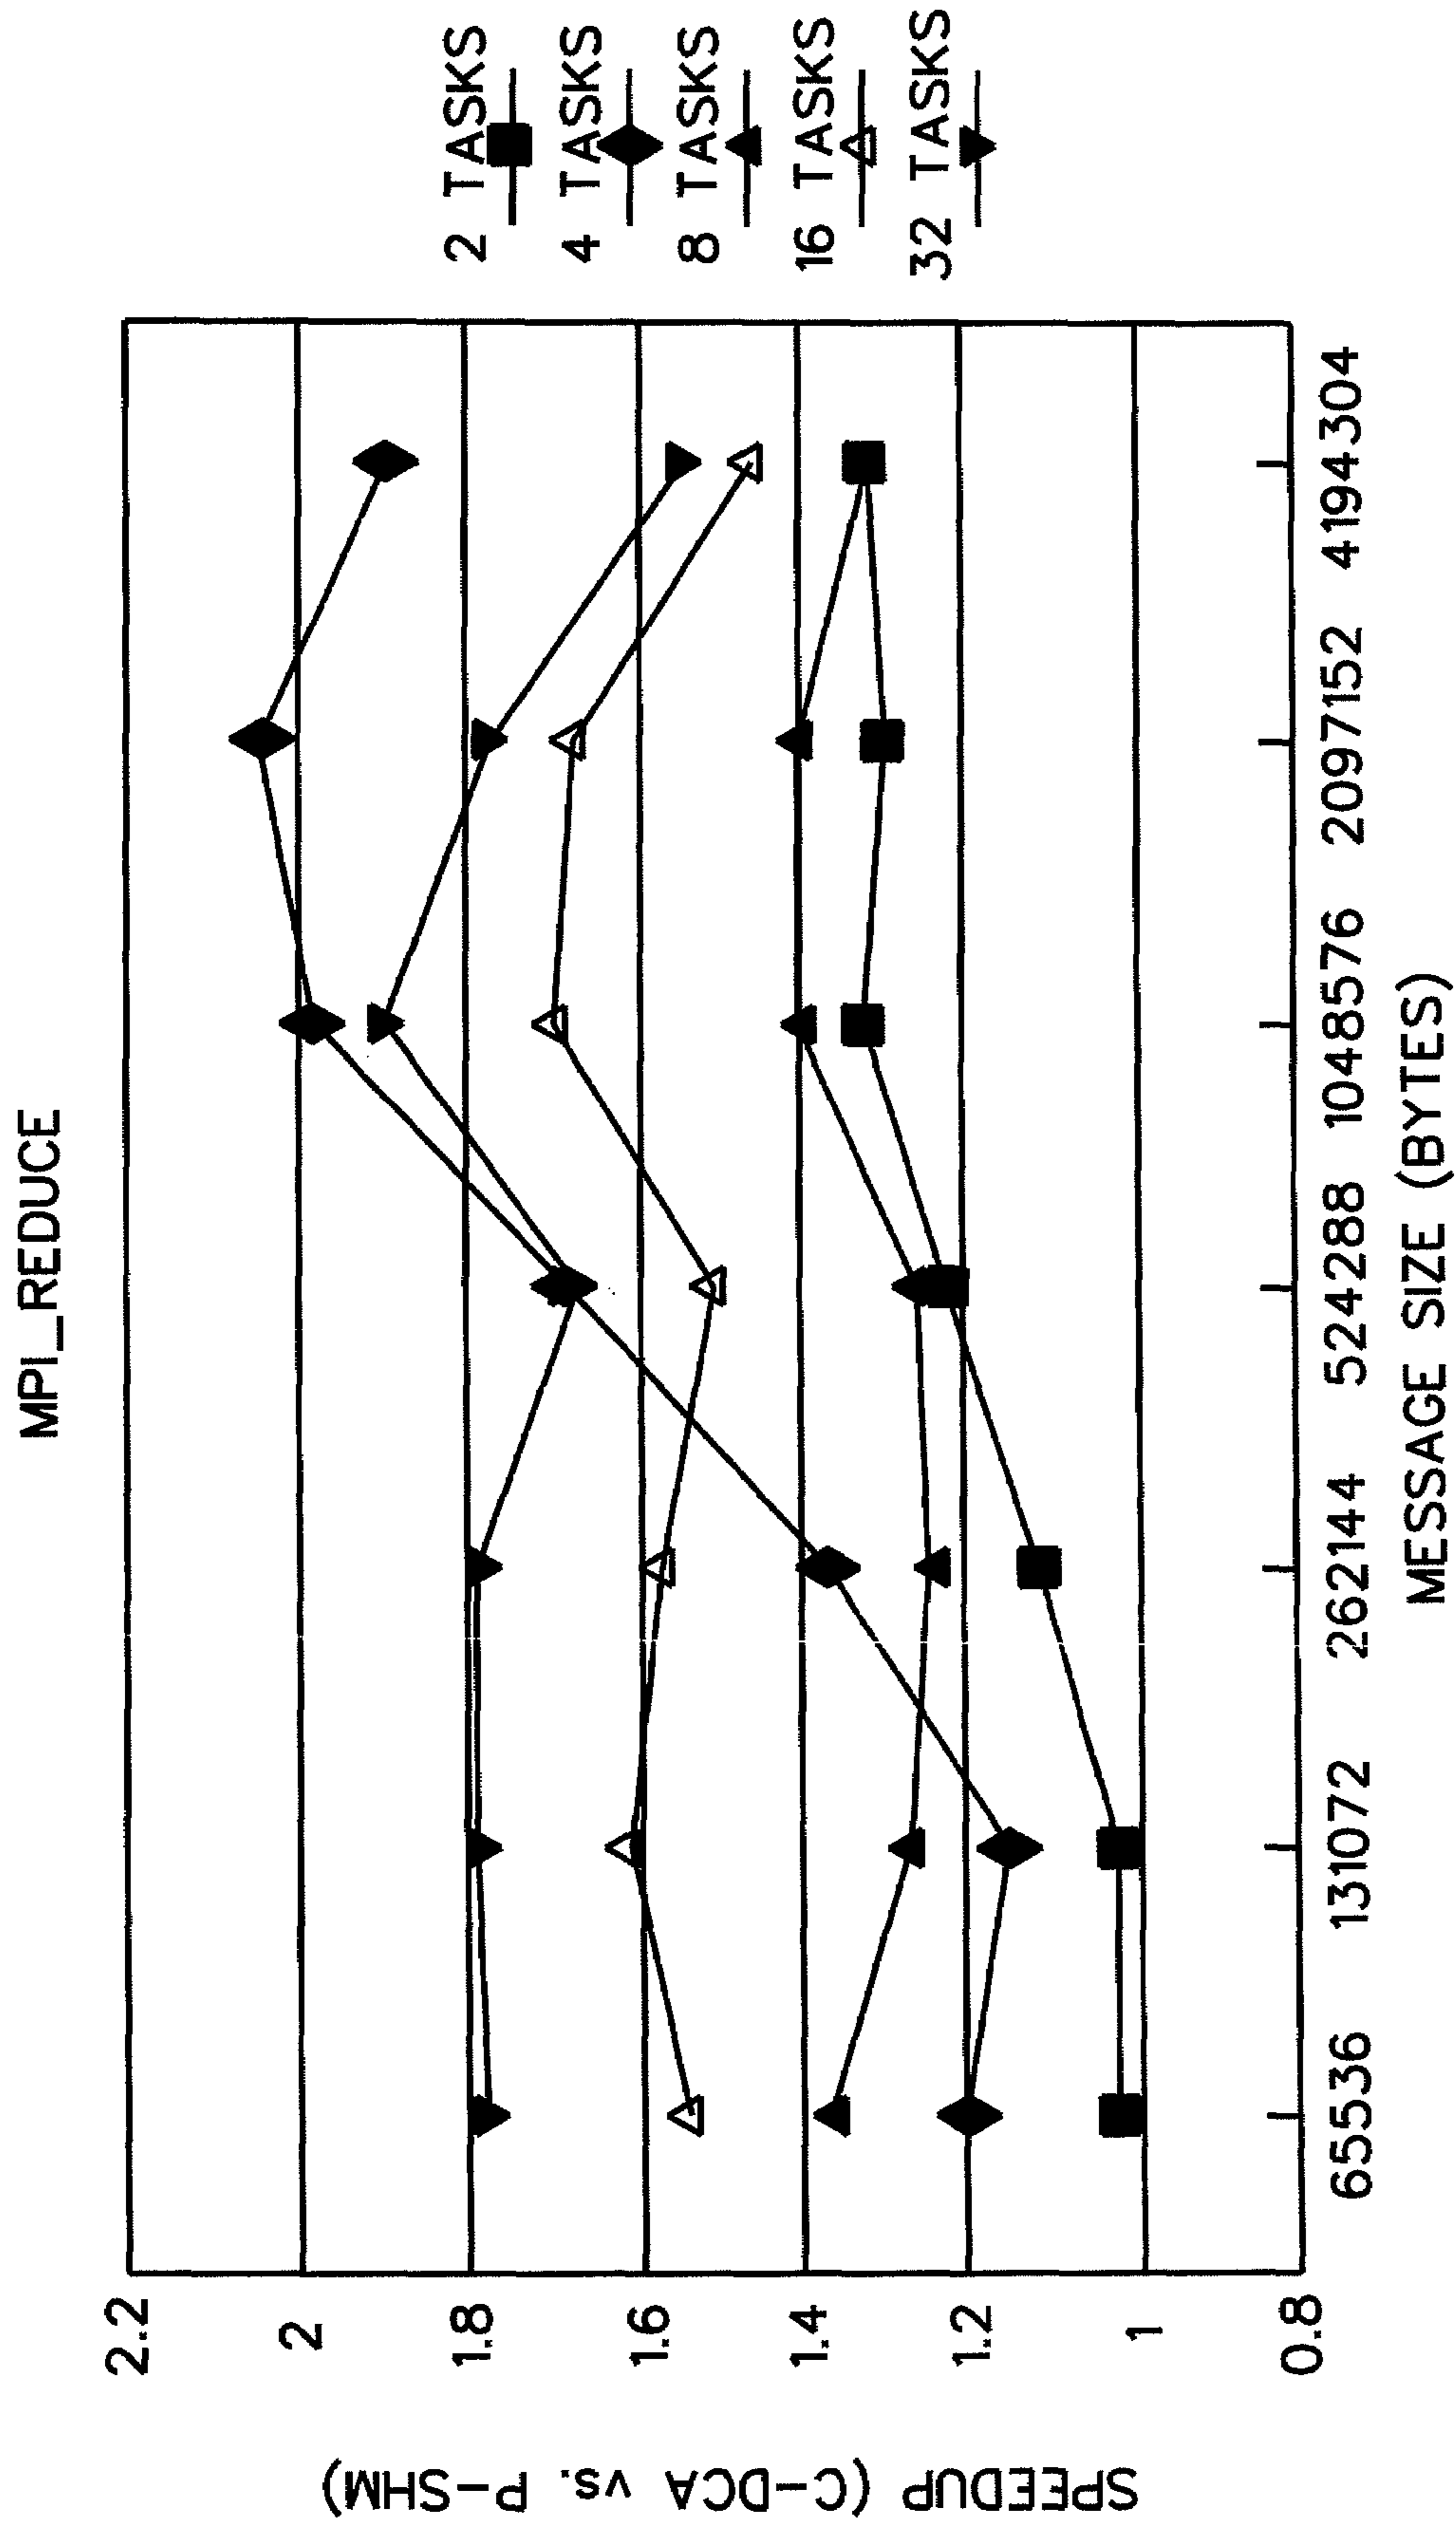 MPI_REDUCE
SPEEDUP (C-DCA vs. P-SHM)
2.2
2
1.8
1.6
1.4
1.2
1
0.8
65536 131072 262144 524288 1048576 2097152 4194304
MESSAGE SIZE (BYTES)
2 TASKS
4 TASKS
8 TASKS
16 TASKS
32 TASKS